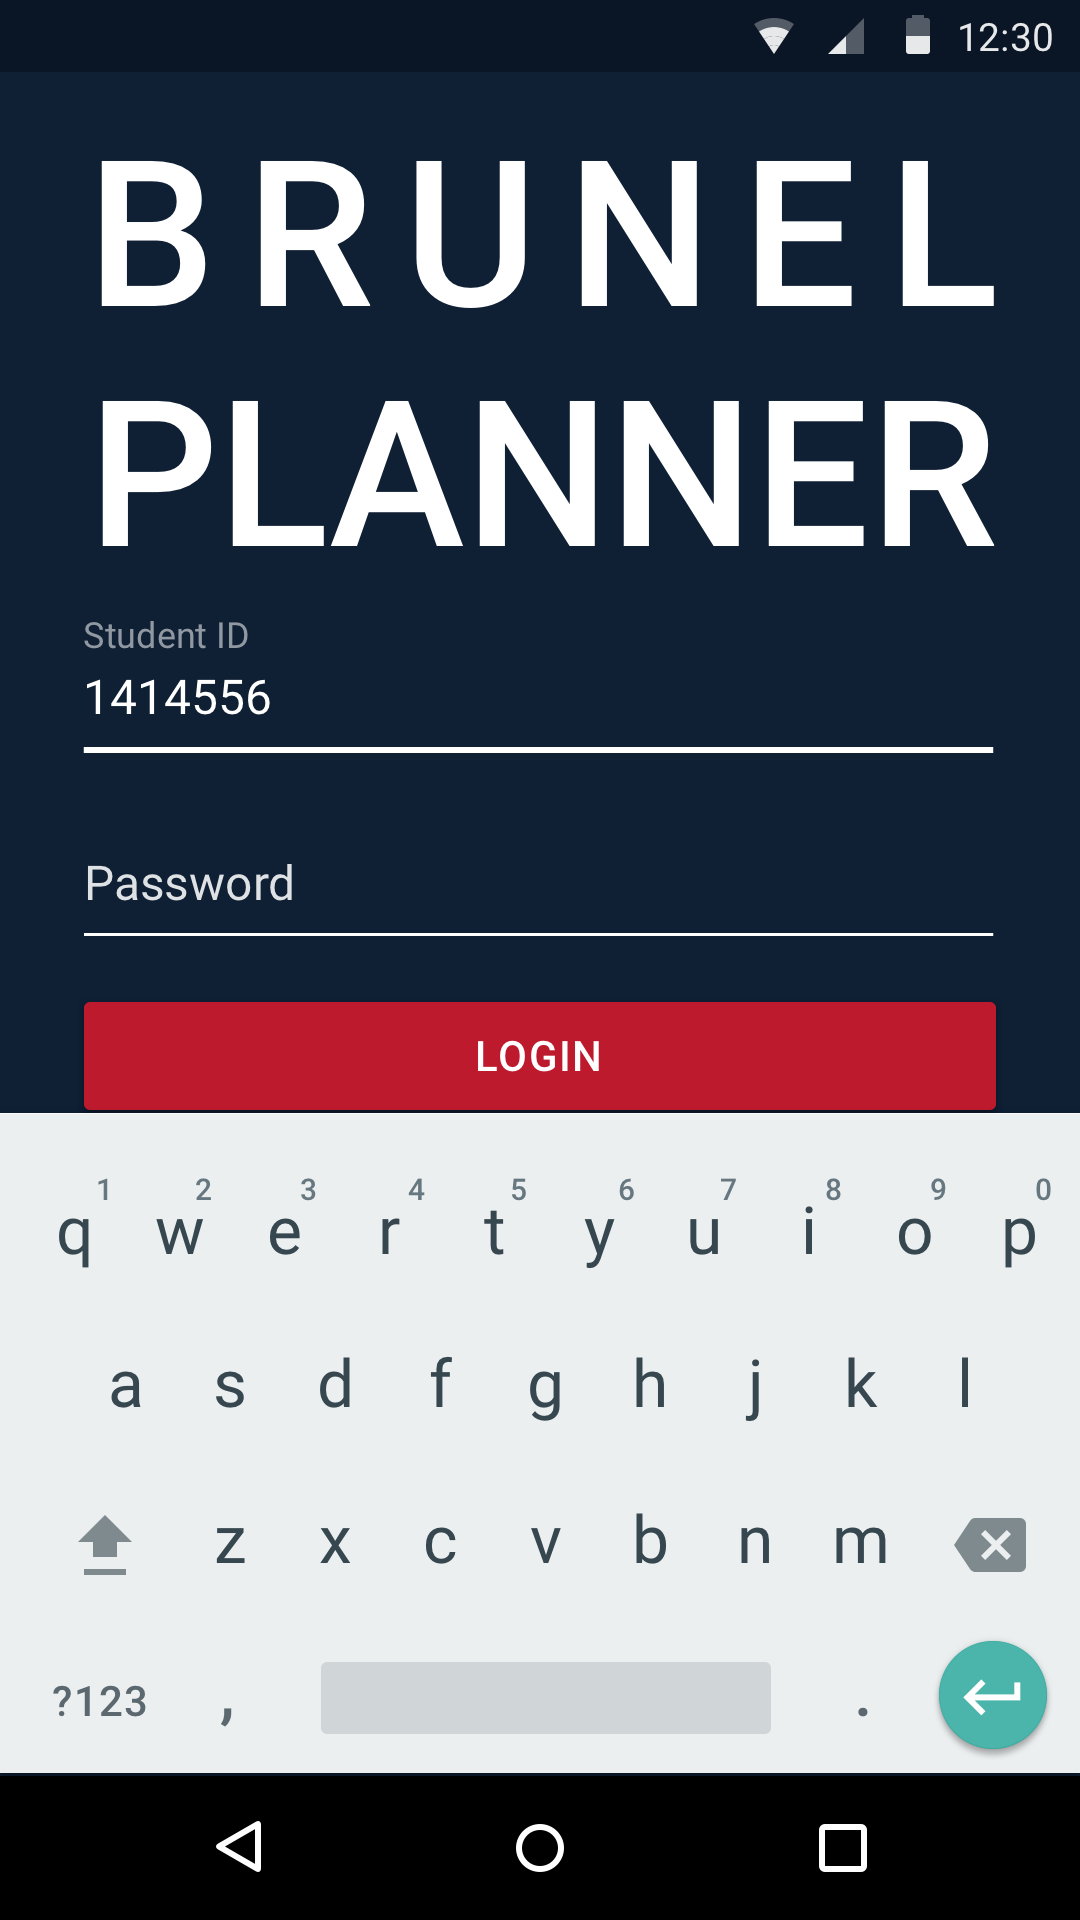 12:30
BRUNEL
PLANNER
Student ID
1414556
Password
LOGIN
1 2 3 4 5 6 7 8 9 0
q w e r t y u i o p
a s d f g h j k l
z x c v b n m
?123 , .